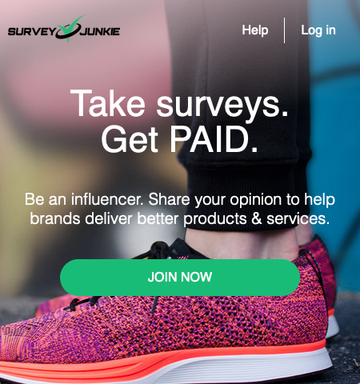 SURVEY JUNKIE
Help
Log in
Take surveys.
Get PAID.
Be an influencer. Share your opinion to help
brands deliver better products & services.
JOIN NOW